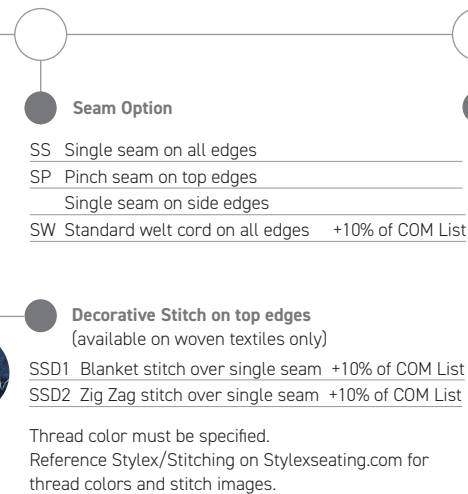 Seam Option
SS Single seam on all edges
SP Pinch seam on top edges
Single seam on side edges
SW Standard welt cord on all edges +10% of COM List
Decorative Stitch on top edges
(available on woven textiles only)
SSD1 Blanket stitch over single seam +10% of COM List
SSD2 Zig Zag stitch over single seam +10% of COM List
Thread color must be specified.
Reference Stylex/Stitching on Stylexseating.com for
thread colors and stitch images.